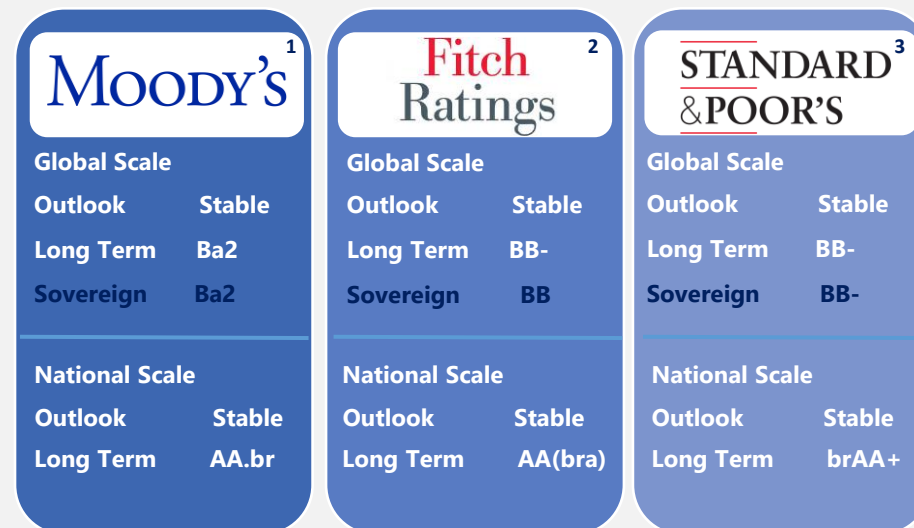 MOODY'S 1
Global Scale
Outlook Stable
Long Term Ba2
Sovereign Ba2
National Scale
Outlook Stable
Long Term AA.br
Fitch 2
Ratings
Global Scale
Outlook Stable
Long Term BB-
Sovereign BB
National Scale
Outlook Stable
Long Term AA(bra)
STANDARD 3
&POOR'S
Global Scale
Outlook Stable
Long Term BB-
Sovereign BB-
National Scale
Outlook Stable
Long Term brAA+